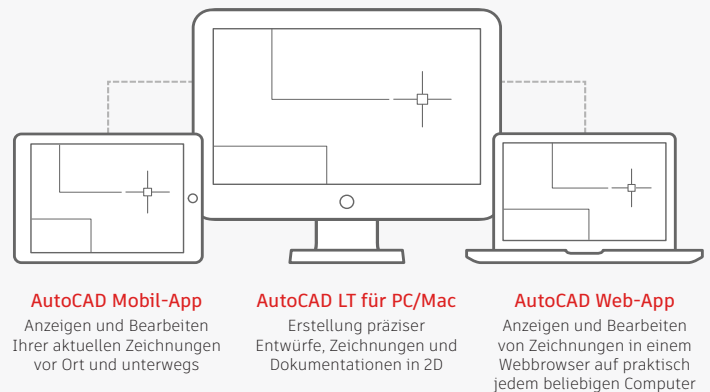 AutoCAD Mobil-App
Anzeigen und Bearbeiten
Ihrer aktuellen Zeichnungen
vor Ort und unterwegs
AutoCAD LT für PC/Mac
Erstellung präziser
Entwürfe, Zeichnungen und
Dokumentationen in 2D
AutoCAD Web-App
Anzeigen und Bearbeiten
von Zeichnungen in einem
Webbrowser auf praktisch
jedem beliebigen Computer